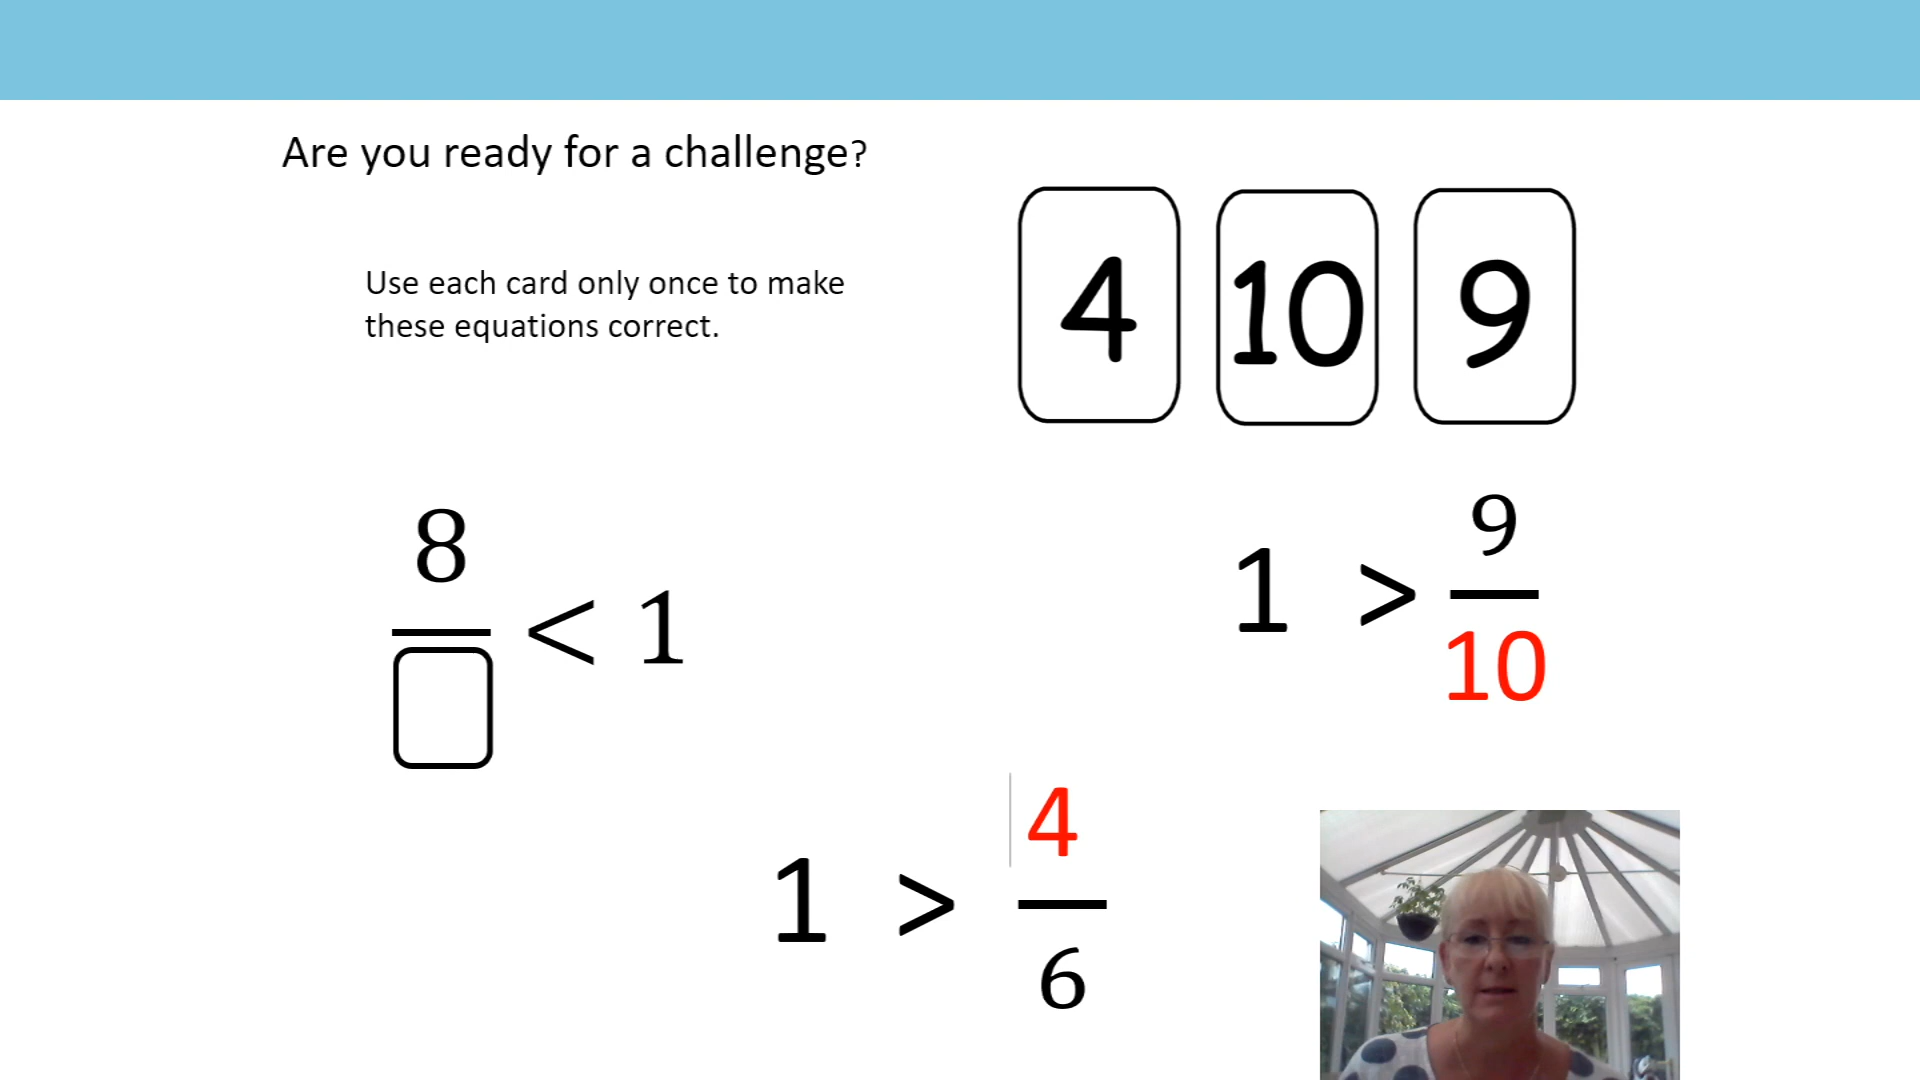 Are you ready for a challenge?
Use each card only once to make
these equations correct.
4 10 9
8
< 1
1 > 9
10
1 > 4
6